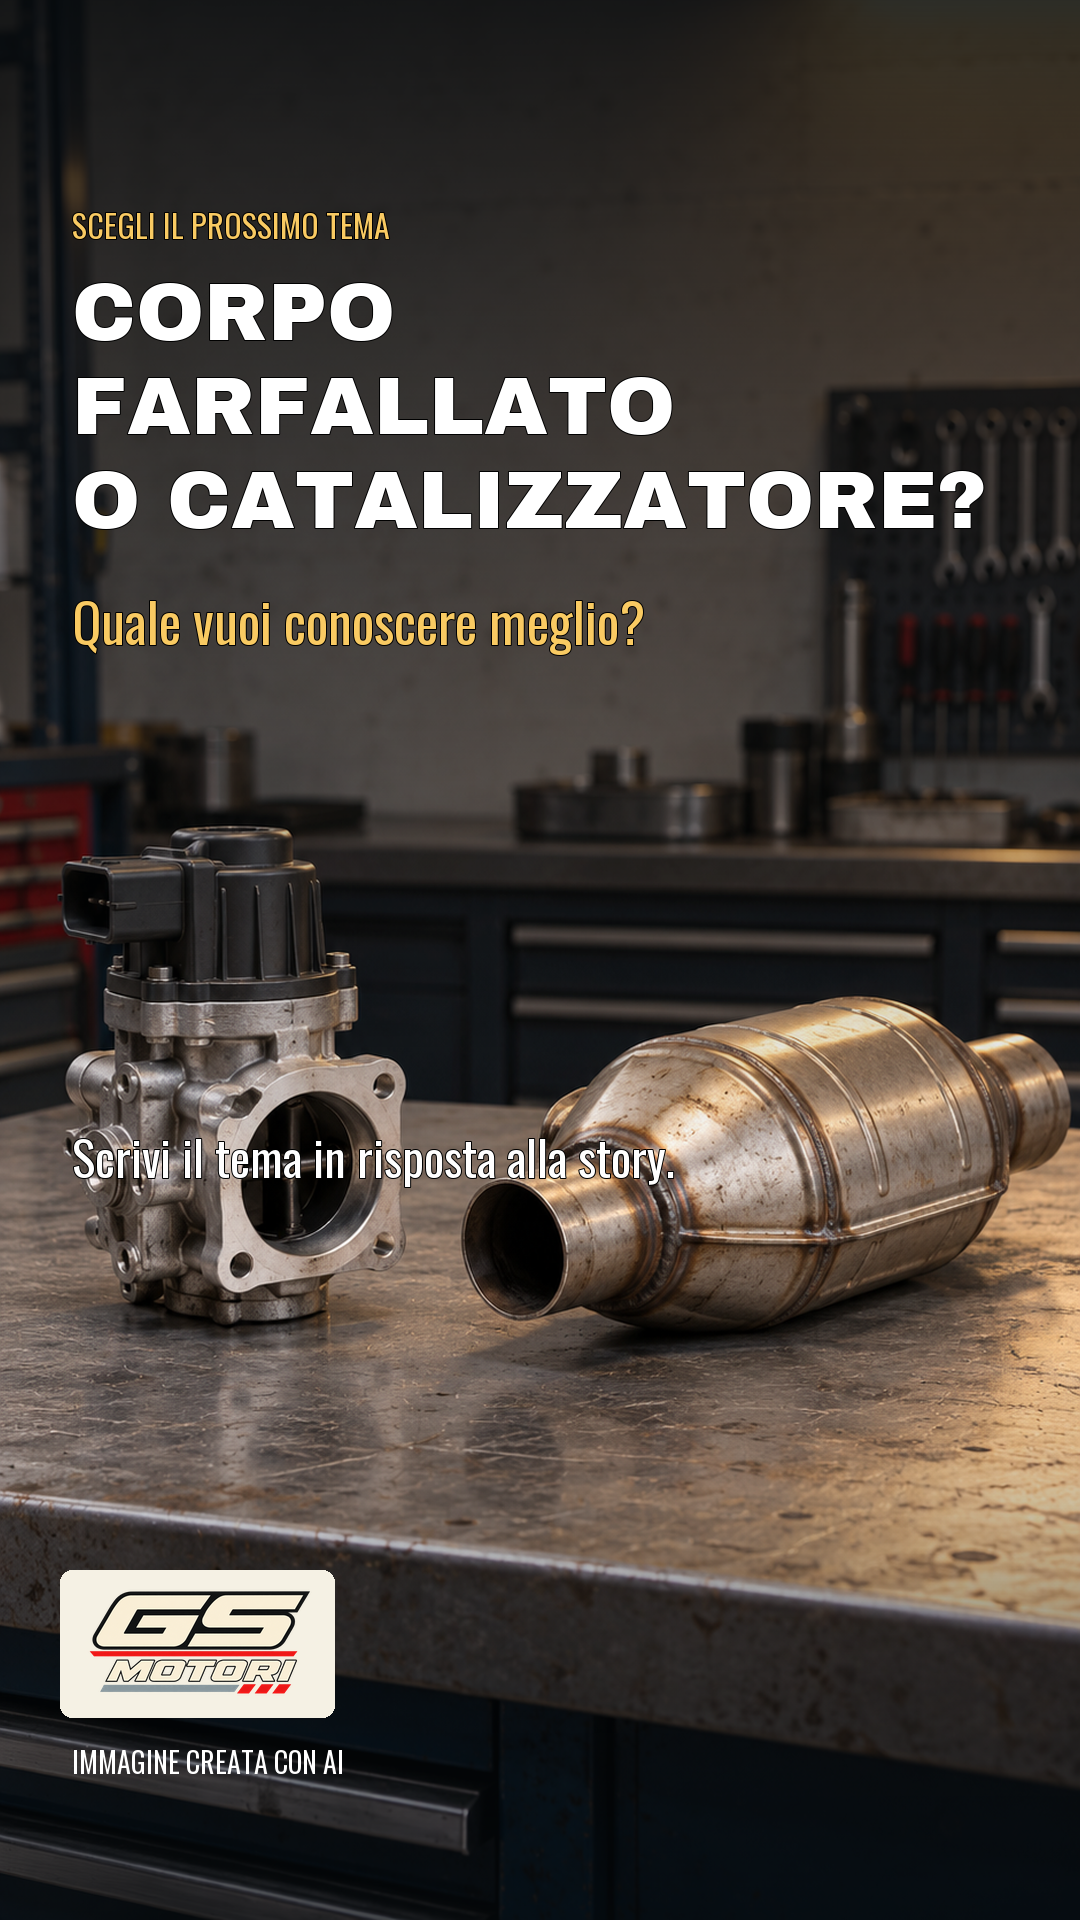 SCEGLI IL PROSSIMO TEMA
CORPO
FARFALLATO
O CATALIZZATORE?
Quale vuoi conoscere meglio?
Scrivi il tema in risposta alla story.
GS
MOTORI
IMMAGINE CREATA CON AI